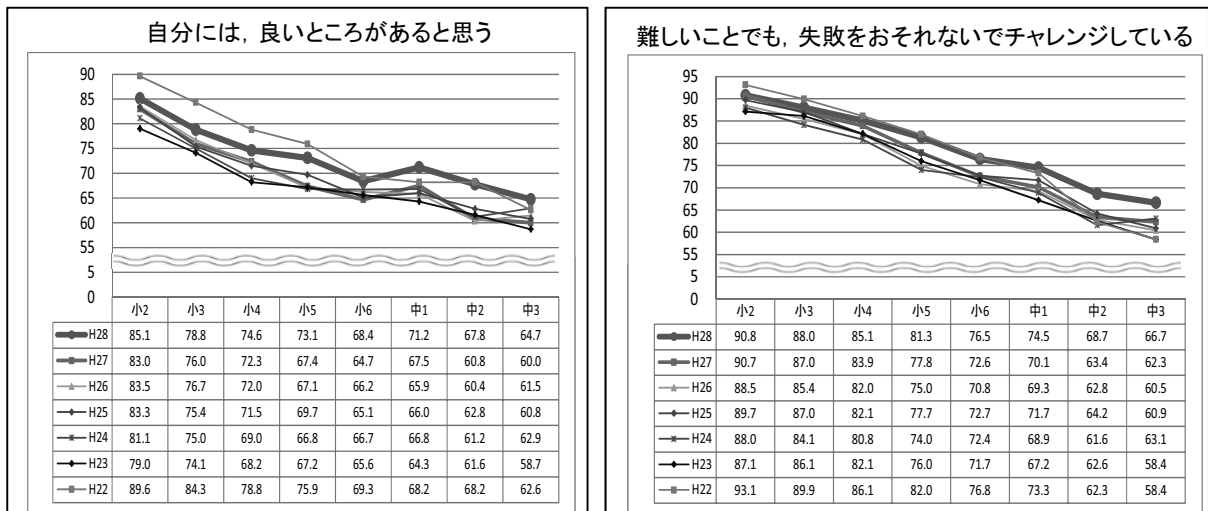 自分には，良いところがあると思う
90
85
80
75
70
65
60
55
5
0
小2 小3 小4 小5 小6 中1 中2 中3
H28 85.1 78.8 74.6 73.1 68.4 71.2 67.8 64.7
H27 83.0 76.0 72.3 67.4 64.7 67.5 60.8 60.0
H26 83.5 76.7 72.0 67.1 66.2 65.9 60.4 61.5
H25 83.3 75.4 71.5 69.7 65.1 66.0 62.8 60.8
H24 81.1 75.0 69.0 66.8 66.7 66.8 61.2 62.9
H23 79.0 74.1 68.2 67.2 65.6 64.3 61.6 58.7
H22 89.6 84.3 78.8 75.9 69.3 68.2 68.2 62.6
難しいことでも，失敗をおそれないでチャレンジしている
95
90
85
80
75
70
65
60
55
5
0
小2 小3 小4 小5 小6 中1 中2 中3
H28 90.8 88.0 85.1 81.3 76.5 74.5 68.7 66.7
H27 90.7 87.0 83.9 77.8 72.6 70.1 63.4 62.3
H26 88.5 85.4 82.0 75.0 70.8 69.3 62.8 60.5
H25 89.7 87.0 82.1 77.7 72.7 71.7 64.2 60.9
H24 88.0 84.1 80.8 74.0 72.4 68.9 61.6 63.1
H23 87.1 86.1 82.1 76.0 71.7 67.2 62.6 58.4
H22 93.1 89.9 86.1 82.0 76.8 73.3 62.3 58.4